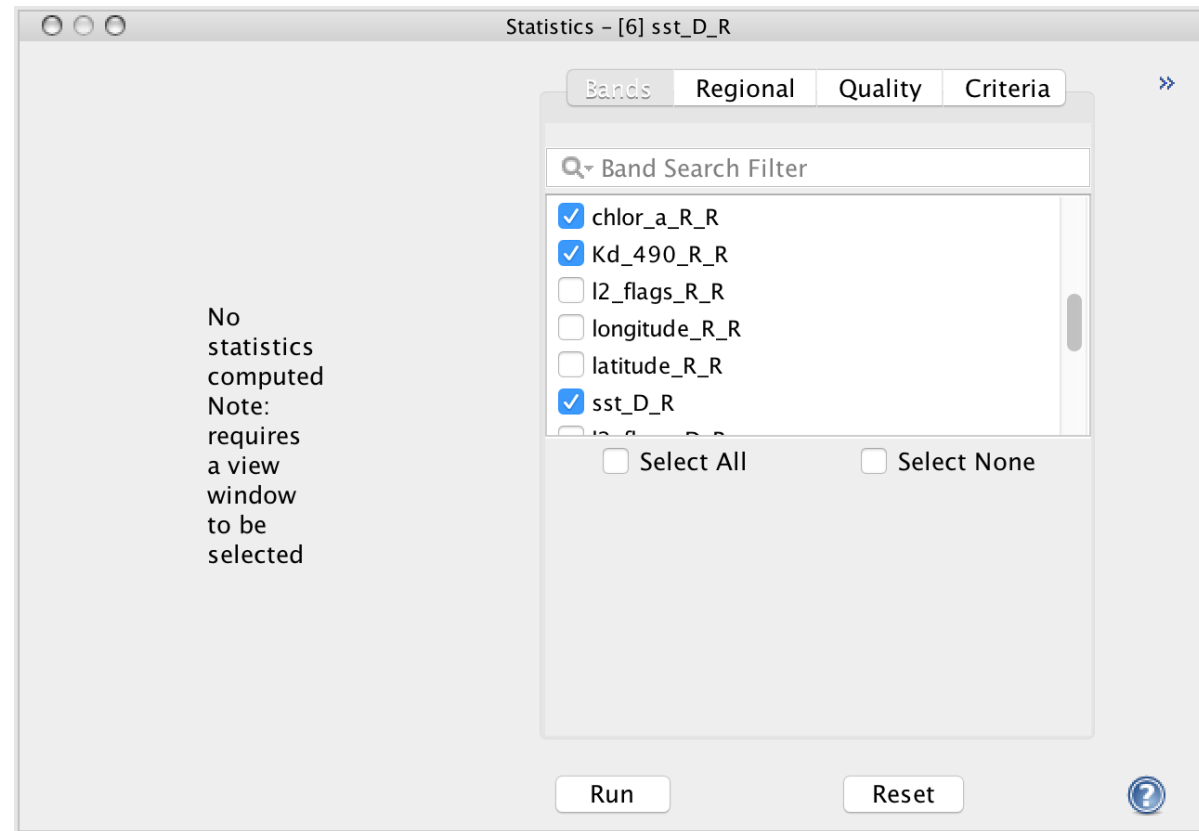 Statistics – [6] sst_D_R
Bands Regional Quality Criteria »
Band Search Filter
chlor_a_R_R
Kd_490_R_R
l2_flags_R_R
longitude_R_R
latitude_R_R
sst_D_R
Select All Select None
No
statistics
computed
Note:
requires
a view
window
to be
selected
Run Reset ?